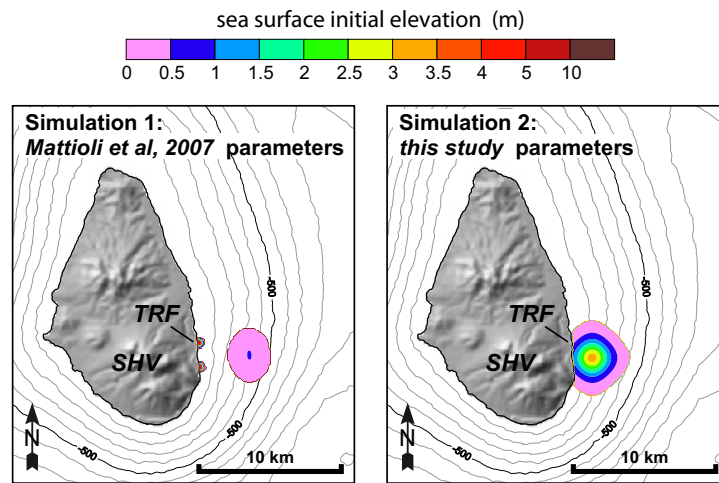 sea surface initial elevation (m)
0 0.5 1 1.5 2 2.5 3 3.5 4 5 10
Simulation 1:
Mattioli et al, 2007 parameters
-500
TRF
SHV
-500
N
10 km
Simulation 2:
this study parameters
-500
TRF
SHV
-500
N
10 km